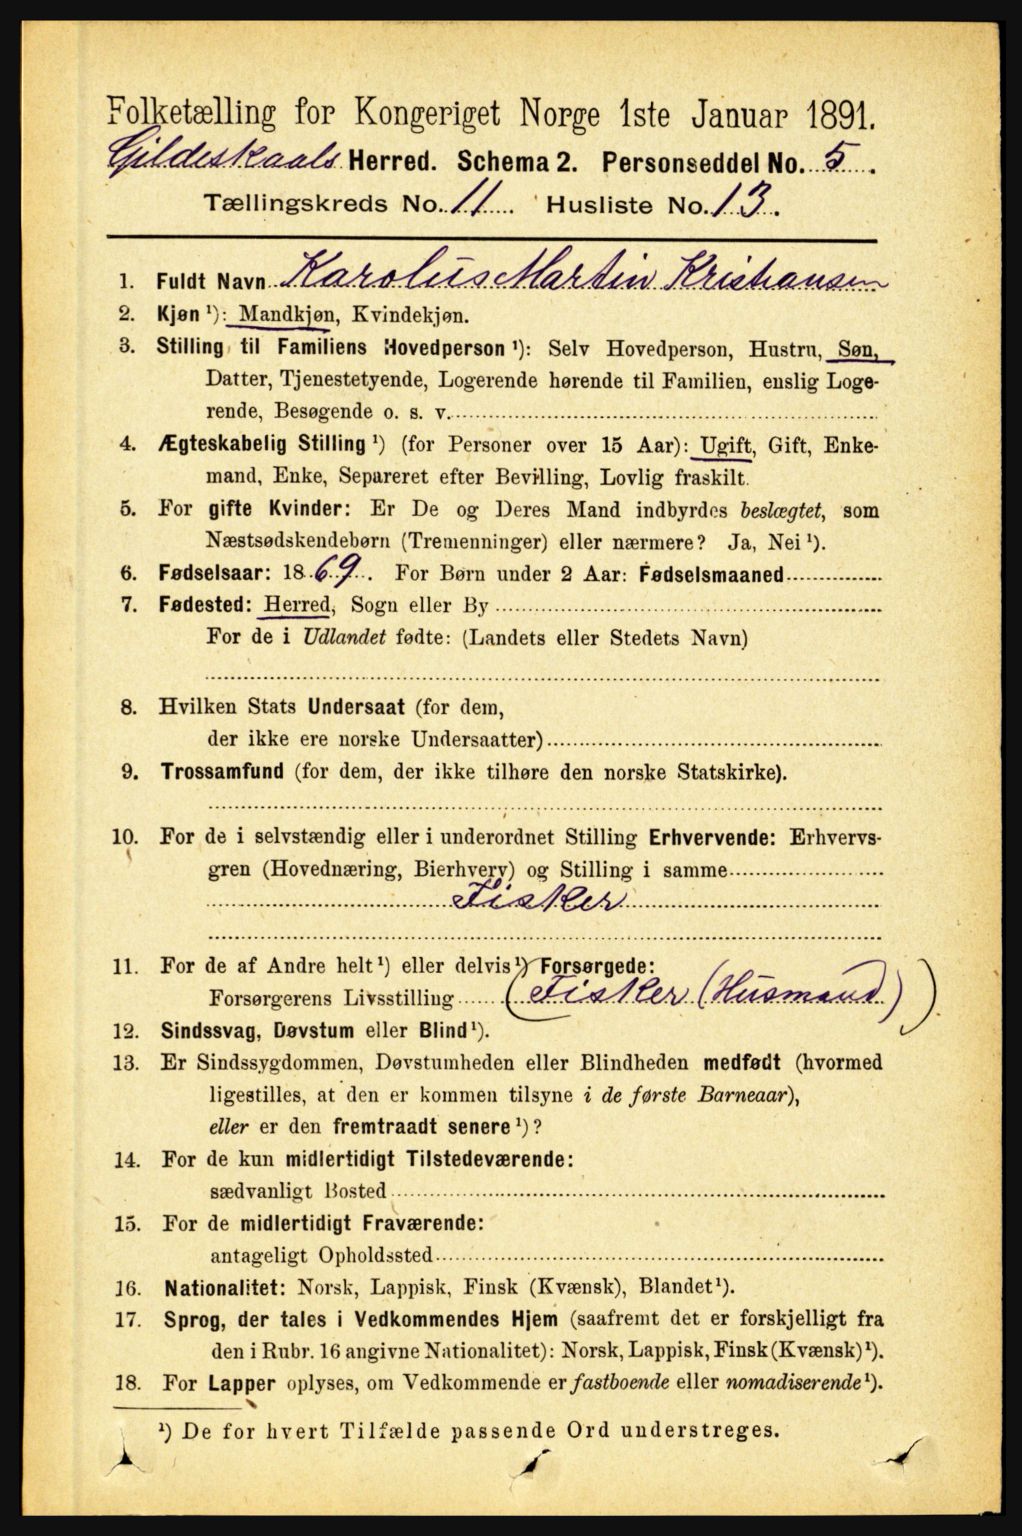 Folketælling for Kongeriget Norge 1ste Januar 1891.
Gildeskaals Herred. Schema 2. Personseddel No. 5.
Tællingskreds No. 11. Husliste No. 13.
1. Fuldt Navn Karolus Martin Kristiansen
2. Kjøn ¹): Mandkjøn, Kvindekjøn.
3. Stilling til Familiens Hovedperson ¹): Selv Hovedperson, Hustru, Søn,
Datter, Tjenestetyende, Logerende hørende til Familien, enslig Loge-
rende, Besøgende o. s. v.
4. Ægteskabelig Stilling ¹) (for Personer over 15 Aar): Ugift, Gift, Enke-
mand, Enke, Separeret efter Bevilling, Lovlig fraskilt.
5. For gifte Kvinder: Er De og Deres Mand indbyrdes beslægtet, som
Næstsødskendebørn (Tremenninger) eller nærmere? Ja, Nei ¹).
6. Fødselsaar: 1869. For Børn under 2 Aar: Fødselsmaaned
7. Fødested: Herred, Sogn eller By
For de i Udlandet fødte: (Landets eller Stedets Navn)
8. Hvilken Stats Undersaat (for dem,
der ikke ere norske Undersaatter)
9. Trossamfund (for dem, der ikke tilhøre den norske Statskirke).
10. For de i selvstændig eller i underordnet Stilling Erhvervende: Erhvervs-
gren (Hovednæring, Bierhverv) og Stilling i samme
Fisker
11. For de af Andre helt ¹) eller delvis ¹) Forsørgede:
Forsørgerens Livsstilling (Fisker (Husmand))
12. Sindssvag, Døvstum eller Blind ¹).
13. Er Sindssygdommen, Døvstumheden eller Blindheden medfødt (hvormed
ligestilles, at den er kommen tilsyne i de første Barneaar),
eller er den fremtraadt senere ¹)?
14. For de kun midlertidigt Tilstedeværende:
sædvanligt Bosted
15. For de midlertidigt Fraværende:
antageligt Opholdssted
16. Nationalitet: Norsk, Lappisk, Finsk (Kvænsk), Blandet ¹).
17. Sprog, der tales i Vedkommendes Hjem (saafremt det er forskjelligt fra
den i Rubr. 16 angivne Nationalitet): Norsk, Lappisk, Finsk (Kvænsk) ¹).
18. For Lapper oplyses, om Vedkommende er fastboende eller nomadiserende ¹).
¹) De for hvert Tilfælde passende Ord understreges.